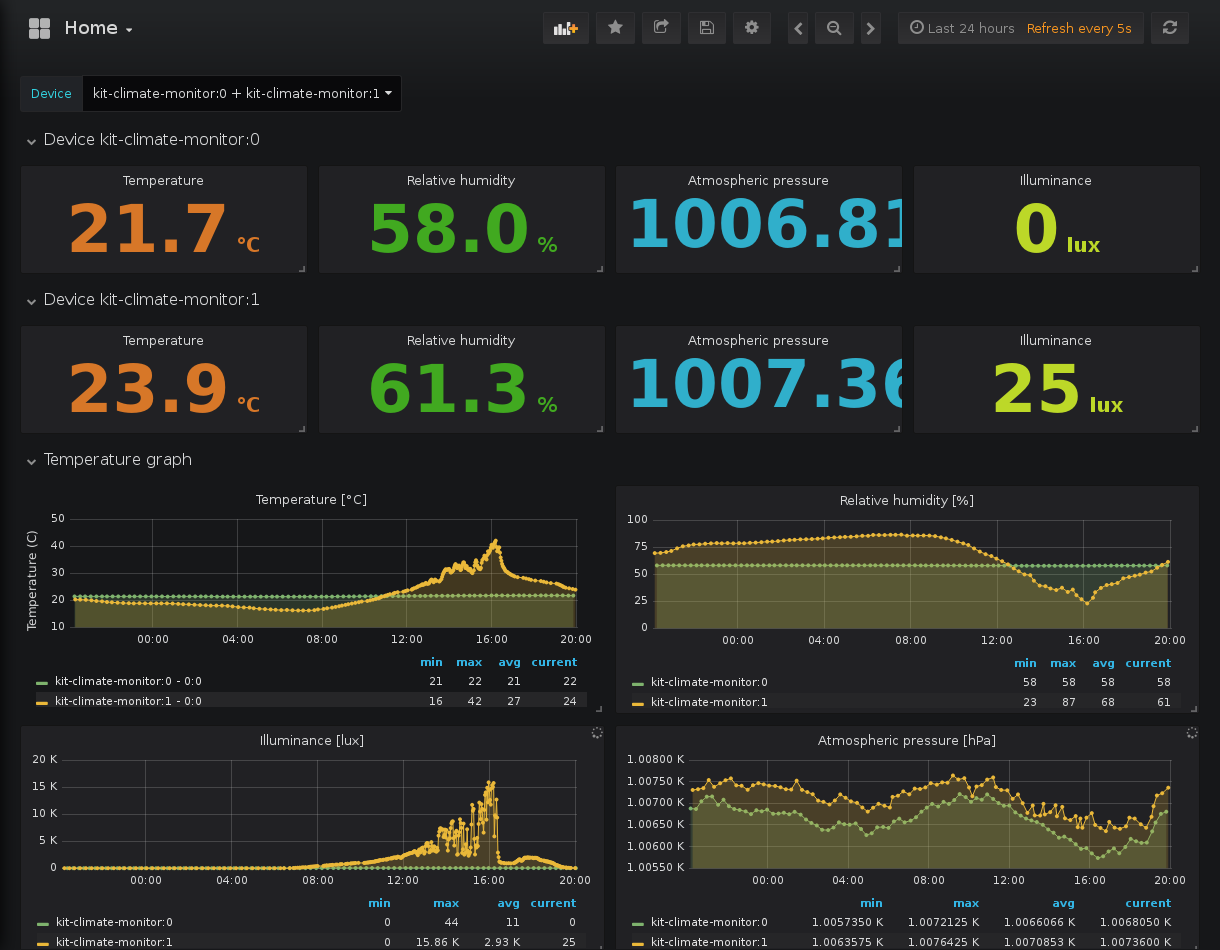 Home
Last 24 hours Refresh every 5s
Device kit-climate-monitor:0 + kit-climate-monitor:1
Device kit-climate-monitor:0
Temperature Relative humidity Atmospheric pressure Illuminance
21.7 °C 58.0 % 1006.81 0 lux
Device kit-climate-monitor:1
Temperature Relative humidity Atmospheric pressure Illuminance
23.9 °C 61.3 % 1007.36 25 lux
Temperature graph
Temperature [°C]
Temperature (C)
50
40
30
20
10
00:00 04:00 08:00 12:00 16:00 20:00
min max avg current
kit-climate-monitor:0 - 0:0 21 22 21 22
kit-climate-monitor:1 - 0:0 16 42 27 24
Relative humidity [%]
100
75
50
25
0
00:00 04:00 08:00 12:00 16:00 20:00
min max avg current
kit-climate-monitor:0 58 58 58 58
kit-climate-monitor:1 23 87 68 61
Illuminance [lux]
20 K
15 K
10 K
5 K
0
00:00 04:00 08:00 12:00 16:00 20:00
min max avg current
kit-climate-monitor:0 0 44 11 0
kit-climate-monitor:1 0 15.86 K 2.93 K 25
Atmospheric pressure [hPa]
1.00800 K
1.00750 K
1.00700 K
1.00650 K
1.00600 K
1.00550 K
00:00 04:00 08:00 12:00 16:00 20:00
min max avg current
kit-climate-monitor:0 1.0057350 K 1.0072125 K 1.0066066 K 1.0068050 K
kit-climate-monitor:1 1.0063575 K 1.0076425 K 1.0070853 K 1.0073600 K